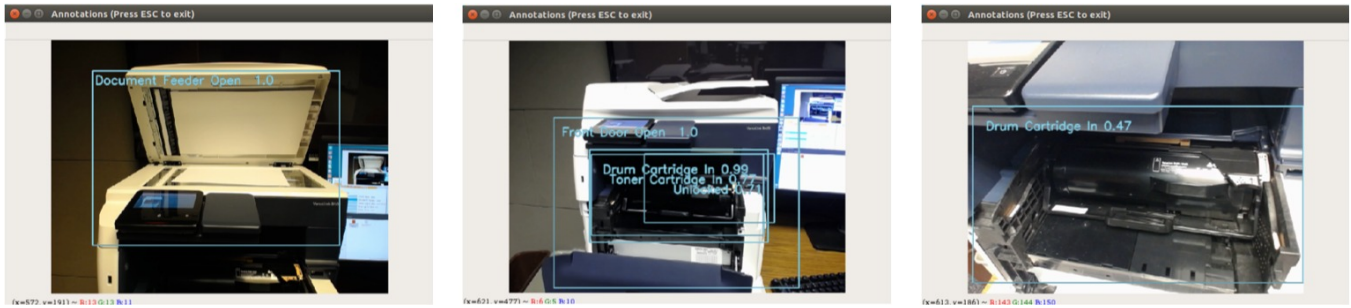 Annotations (Press ESC to exit)
Document Feeder Open 1.0
(x=572, y=191) ~ R:13 G:13 B:11
Annotations (Press ESC to exit)
Front Door Open 1.0
Drum Cartridge In 0.99
Toner Cartridge In 0.77
Unlocked 0.71
(x=621, y=477) ~ R:6 G:5 B:10
Annotations (Press ESC to exit)
Drum Cartridge In 0.47
(x=613, y=186) ~ R:143 G:144 B:150